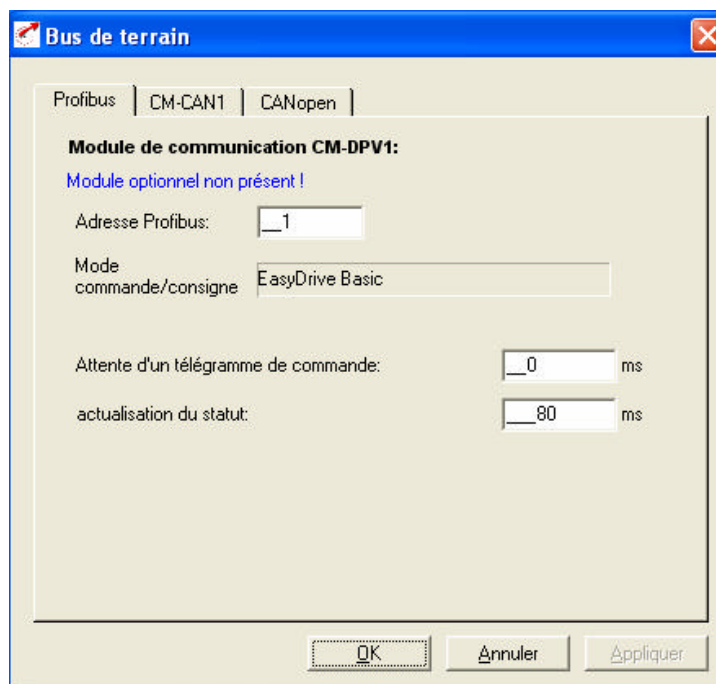 Bus de terrain
Profibus
CM-CAN1
CANopen
Module de communication CM-DPV1:
Module optionnel non présent !
Adresse Profibus: __1
Mode
commande/consigne EasyDrive Basic
Attente d'un télégramme de commande: __0 ms
actualisation du statut: ___80 ms
OK
Annuler
Appliquer